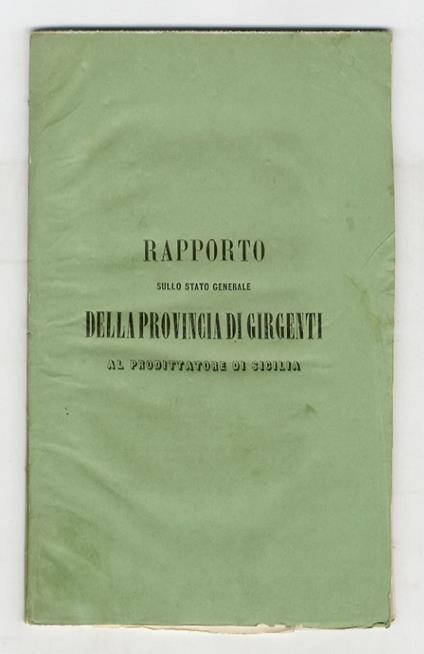 RAPPORTO
SULLO STATO GENERALE
DELLA PROVINCIA DI GIRGENTI
AL PRODITTATORE DI SICILIA